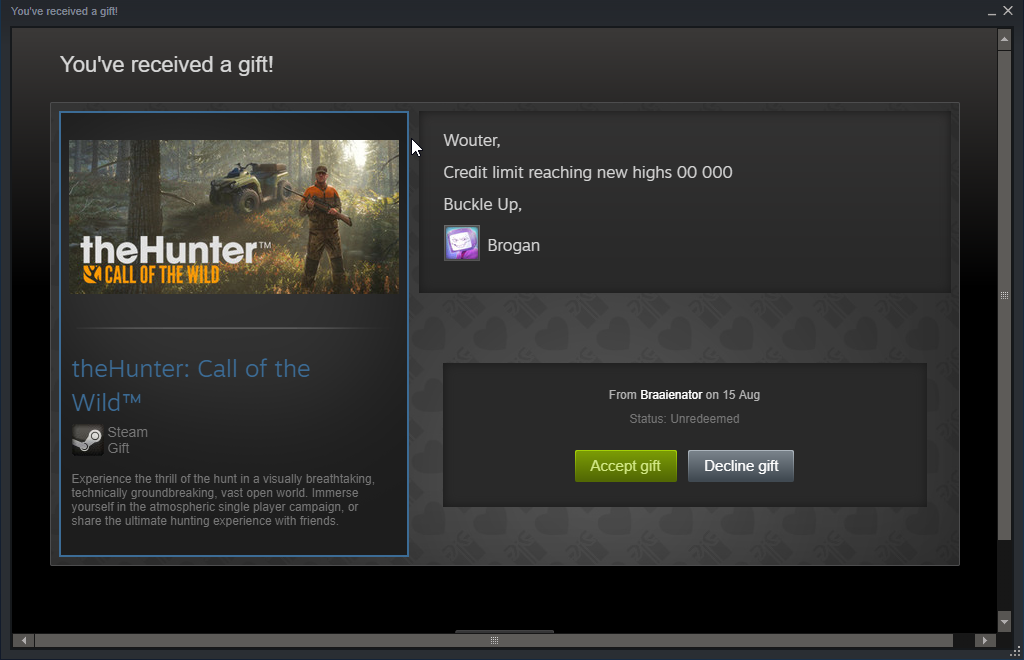 You've received a gift!
You've received a gift!
theHunter™
CALL OF THE WILD
theHunter: Call of the
Wild™
Steam
Gift
Experience the thrill of the hunt in a visually breathtaking,
technically groundbreaking, vast open world. Immerse
yourself in the atmospheric single player campaign, or
share the ultimate hunting experience with friends.
Wouter,
Credit limit reaching new highs 00 000
Buckle Up,
Brogan
From Braaienator on 15 Aug
Status: Unredeemed
Accept gift
Decline gift